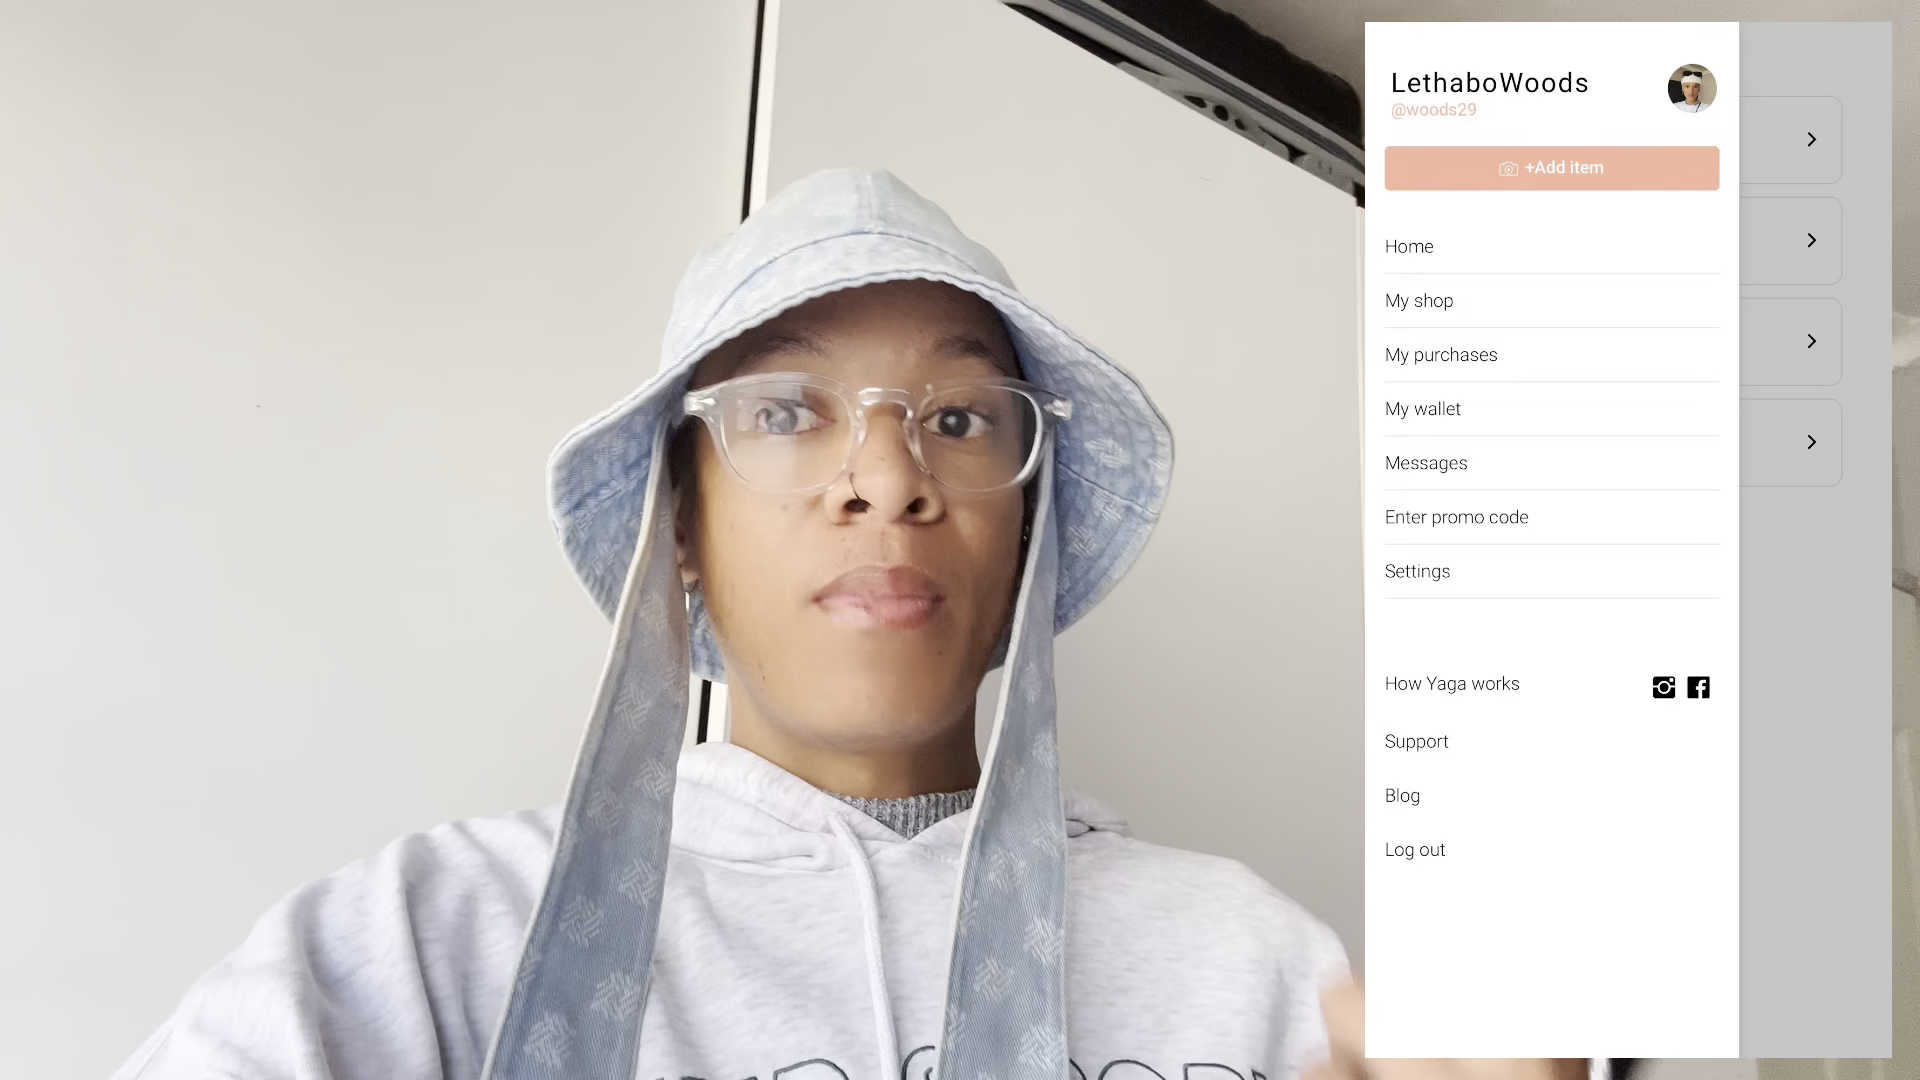 LethaboWoods
@woods29
+Add item
Home
My shop
My purchases
My wallet
Messages
Enter promo code
Settings
How Yaga works
Support
Blog
Log out